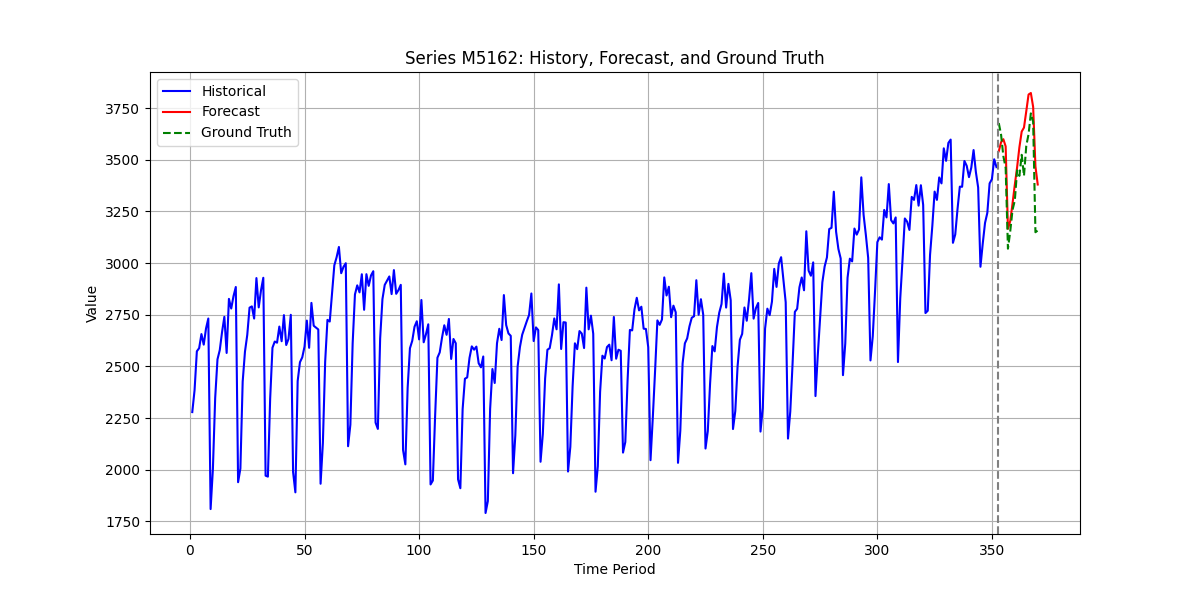 Series M5162: History, Forecast, and Ground Truth
Historical
Forecast
Ground Truth
Value
3750
3500
3250
3000
2750
2500
2250
2000
1750
0 50 100 150 200 250 300 350
Time Period